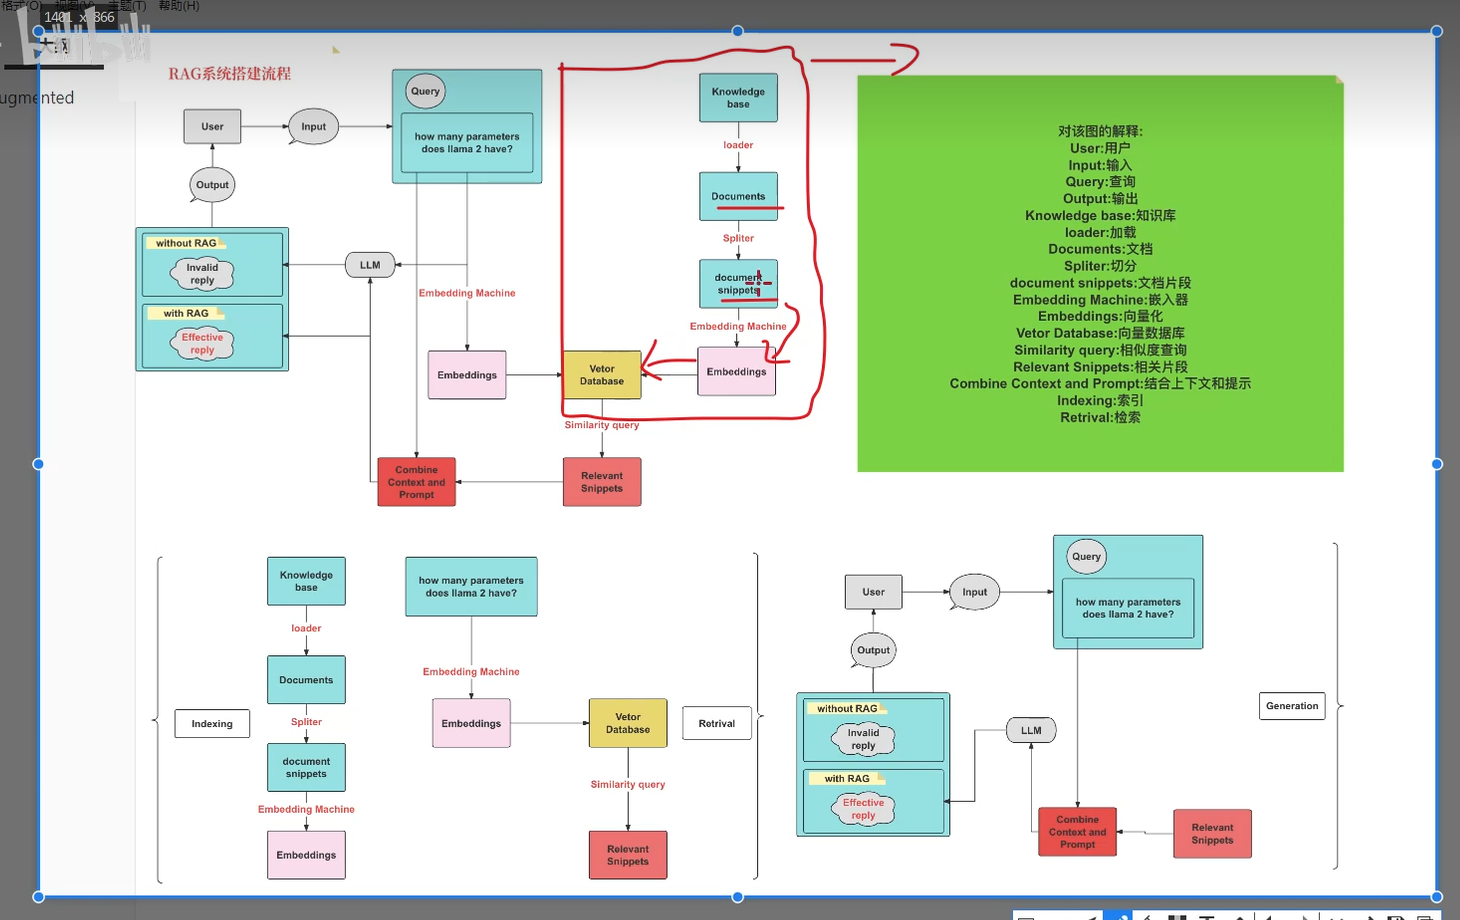 格式(O) 视图(V) 主题(T) 帮助(H)
1401 x 866
大纲
ugmented
RAG系统搭建流程
Query
how many parameters
does llama 2 have?
User
Input
Output
without RAG
Invalid
reply
with RAG
Effective
reply
LLM
Embedding Machine
Embeddings
Vetor
Database
Similarity query
Relevant
Snippets
Combine
Context and
Prompt
Knowledge
base
loader
Documents
Spliter
document
snippets
Embedding Machine
Embeddings
对该图的解释:
User:用户
Input:输入
Query:查询
Output:输出
Knowledge base:知识库
loader:加载
Documents:文档
Spliter:切分
document snippets:文档片段
Embedding Machine:嵌入器
Embeddings:向量化
Vetor Database:向量数据库
Similarity query:相似度查询
Relevant Snippets:相关片段
Combine Context and Prompt:结合上下文和提示
Indexing:索引
Retrival:检索
Indexing
Knowledge
base
loader
Documents
Spliter
document
snippets
Embedding Machine
Embeddings
how many parameters
does llama 2 have?
Embedding Machine
Embeddings
Vetor
Database
Similarity query
Relevant
Snippets
Retrival
User
Input
Query
how many parameters
does llama 2 have?
Output
without RAG
Invalid
reply
with RAG
Effective
reply
LLM
Combine
Context and
Prompt
Relevant
Snippets
Generation